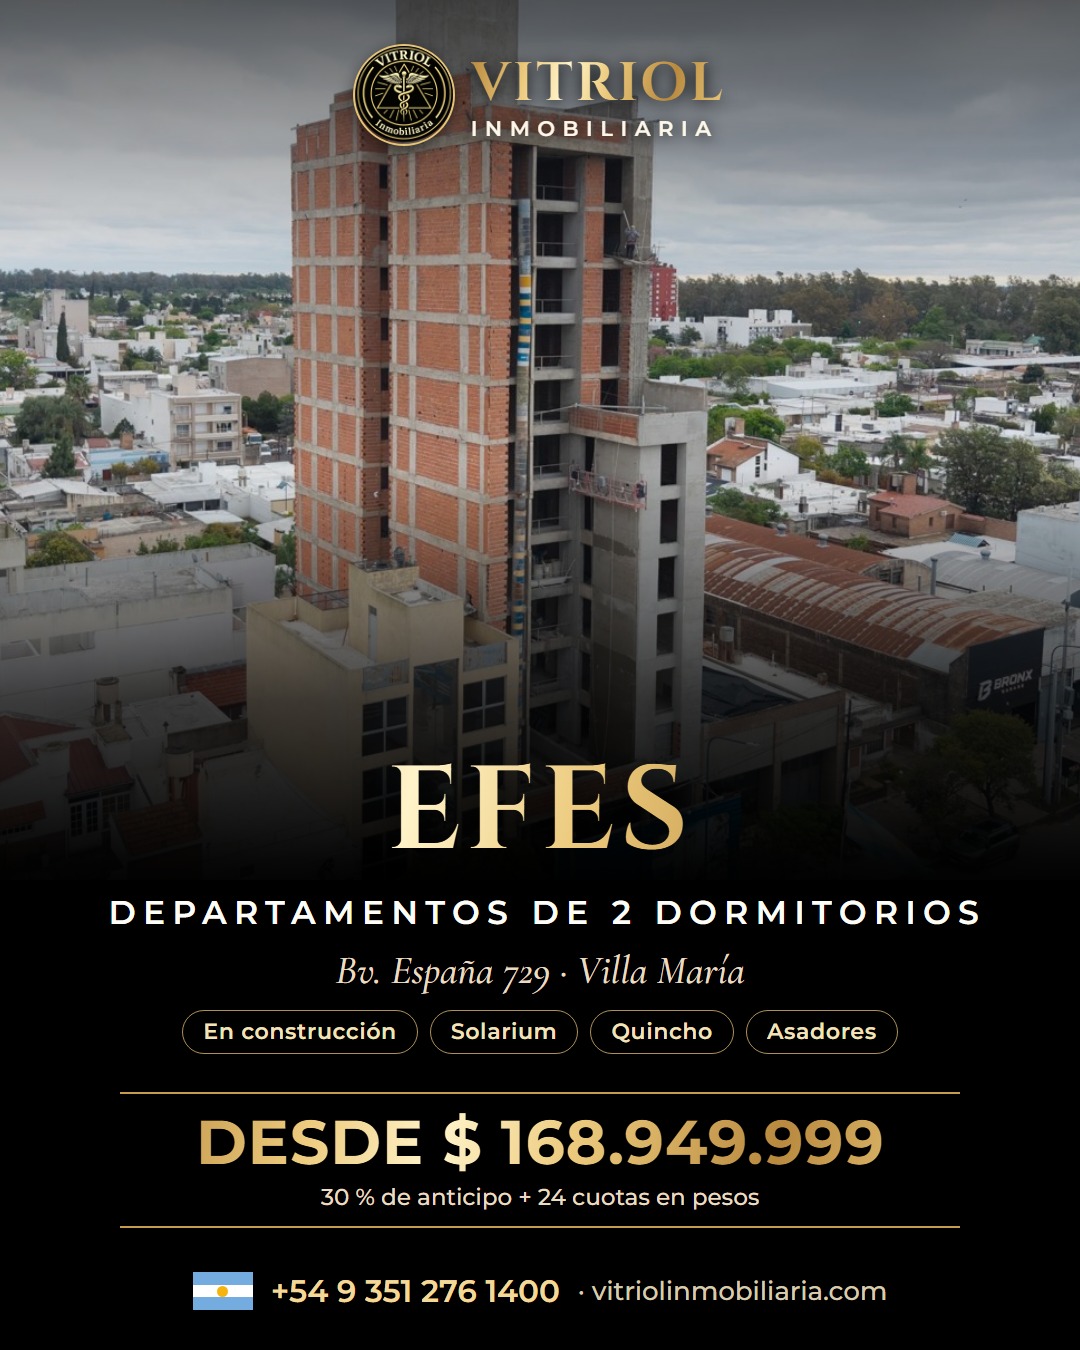 VITRIOL
Inmobiliaria
VITRIOL
INMOBILIARIA
BRONX
EFES
DEPARTAMENTOS DE 2 DORMITORIOS
Bv. España 729 · Villa María
En construcción Solarium Quincho Asadores
DESDE $ 168.949.999
30 % de anticipo + 24 cuotas en pesos
+54 9 351 276 1400 · vitriolinmobiliaria.com